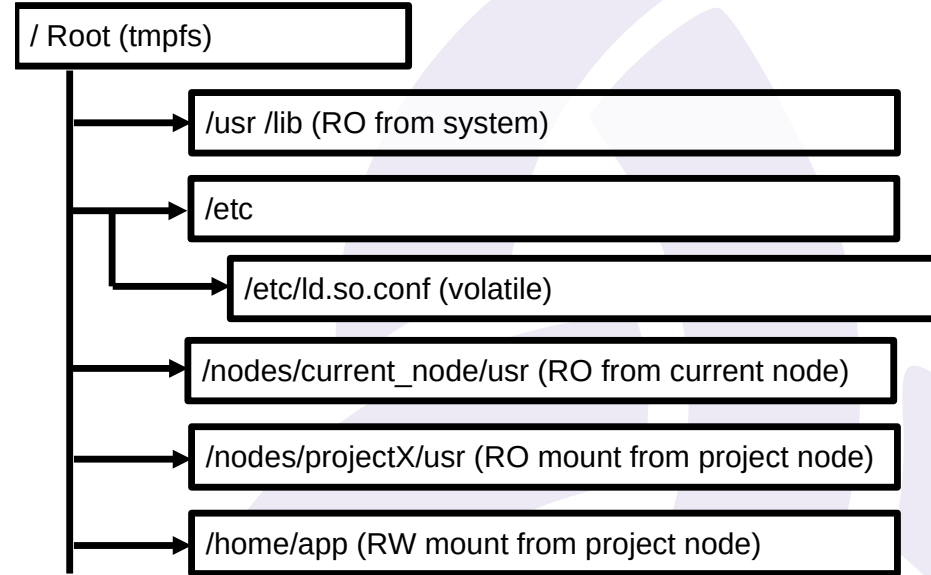 / Root (tmpfs)
/usr /lib (RO from system)
/etc
/etc/ld.so.conf (volatile)
/nodes/current_node/usr (RO from current node)
/nodes/projectX/usr (RO mount from project node)
/home/app (RW mount from project node)